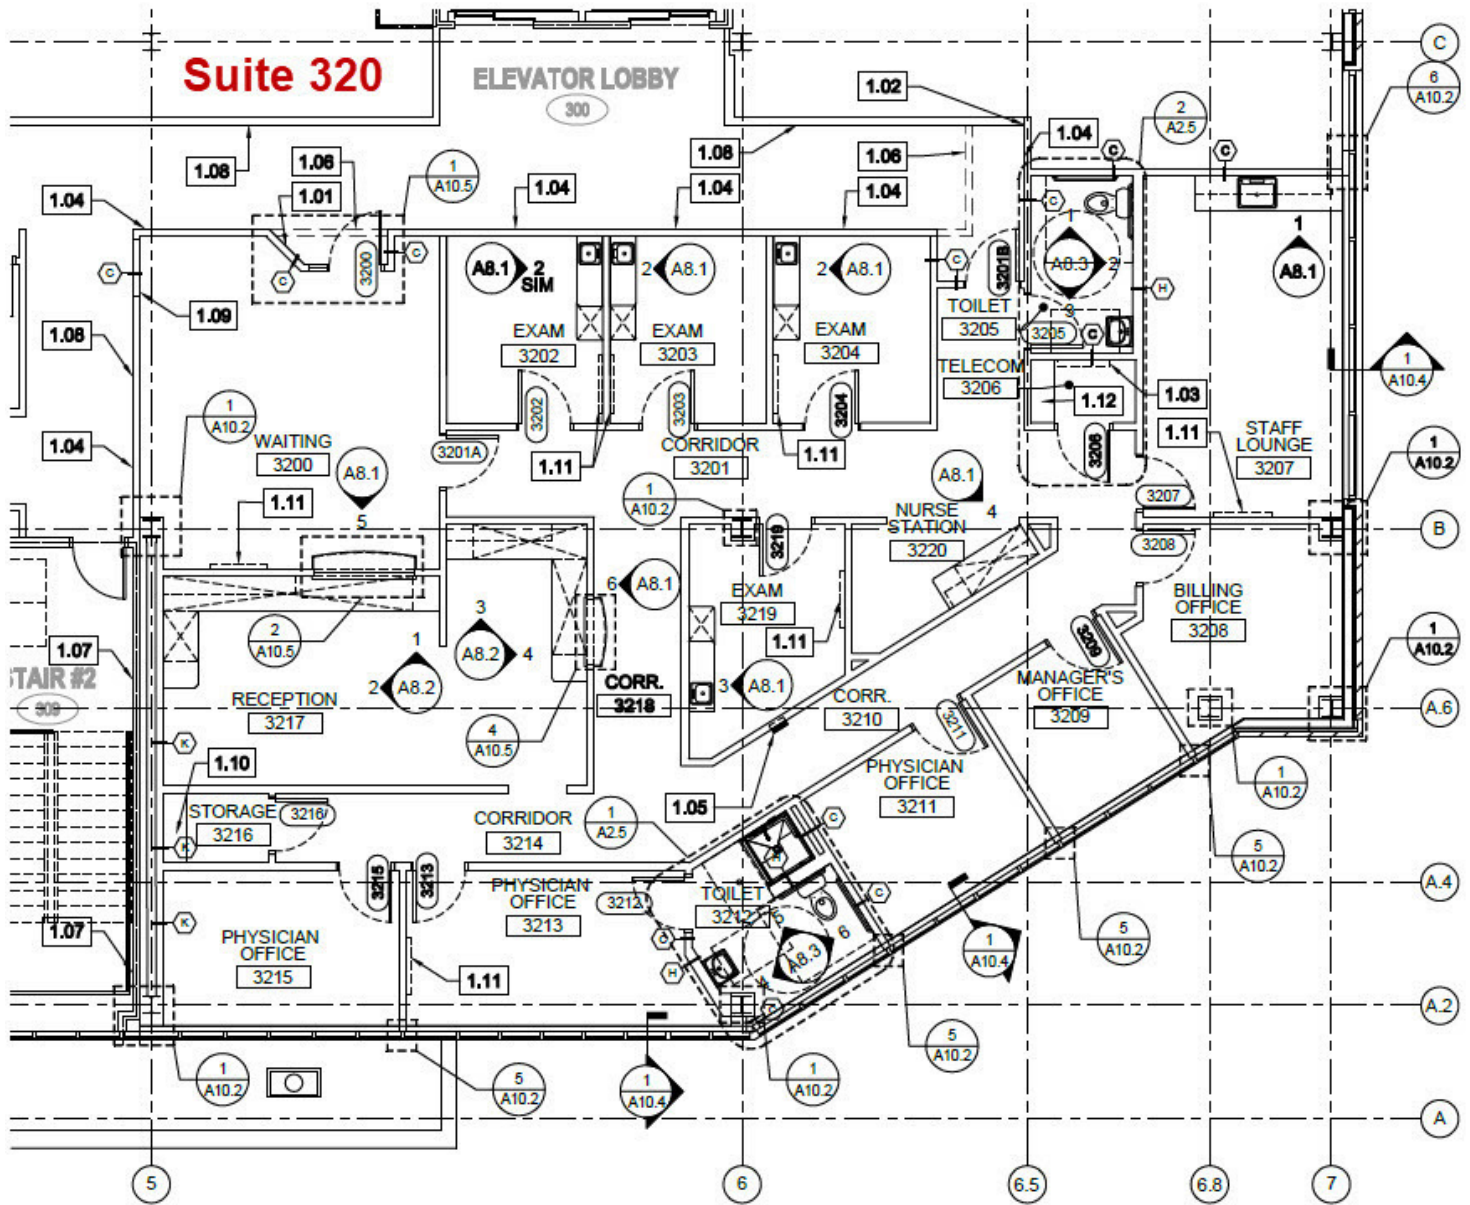 C
Suite 320
ELEVATOR LOBBY
300
6
A10.2
1.02
2
A2.5
1.08
1.06
1
A10.5
1.08
1.06
1.04
C
C
1.01
1.04
1.04
1.04
1.04
C
1
C
3200
C
C
A8.1
2
SIM
2
A8.1
2
A8.1
C
3201B
A8.3
2
1
A8.1
1.09
H
TOILET
3205
3
3205
C
1.08
EXAM
3202
EXAM
3203
EXAM
3204
TELECOM
3206
1
A10.4
1.12
1.03
1
A10.2
3202
3203
3204
WAITING
3200
3201A
CORRIDOR
3201
3206
1.11
STAFF
LOUNGE
3207
1
A10.2
1.04
A8.1
5
1.11
1.11
A8.1
4
3207
1.11
1
A10.2
NURSE
STATION
3220
B
3219
3208
6
A8.1
EXAM
3219
BILLING
OFFICE
3208
2
A10.5
3
1
A8.2
4
1.11
3209
1
A10.2
1.07
STAIR #2
309
2
A8.2
CORR.
3218
3
A8.1
MANAGER'S
OFFICE
3209
RECEPTION
3217
CORR.
3210
A.6
4
A10.5
3211
K
1.10
PHYSICIAN
OFFICE
3211
1
A10.2
STORAGE
3216
3216
CORRIDOR
3214
1
A2.5
1.05
C
K
H
5
A10.2
3215
3213
PHYSICIAN
OFFICE
3213
3212
TOILET
3212
C
A.4
K
1.07
PHYSICIAN
OFFICE
3215
1.11
C
H
5
6
A8.3
4
1
A10.4
5
A10.2
C
A.2
1
A10.2
5
A10.2
1
A10.4
1
A10.2
5
A10.2
A
5
6
6.5
6.8
7